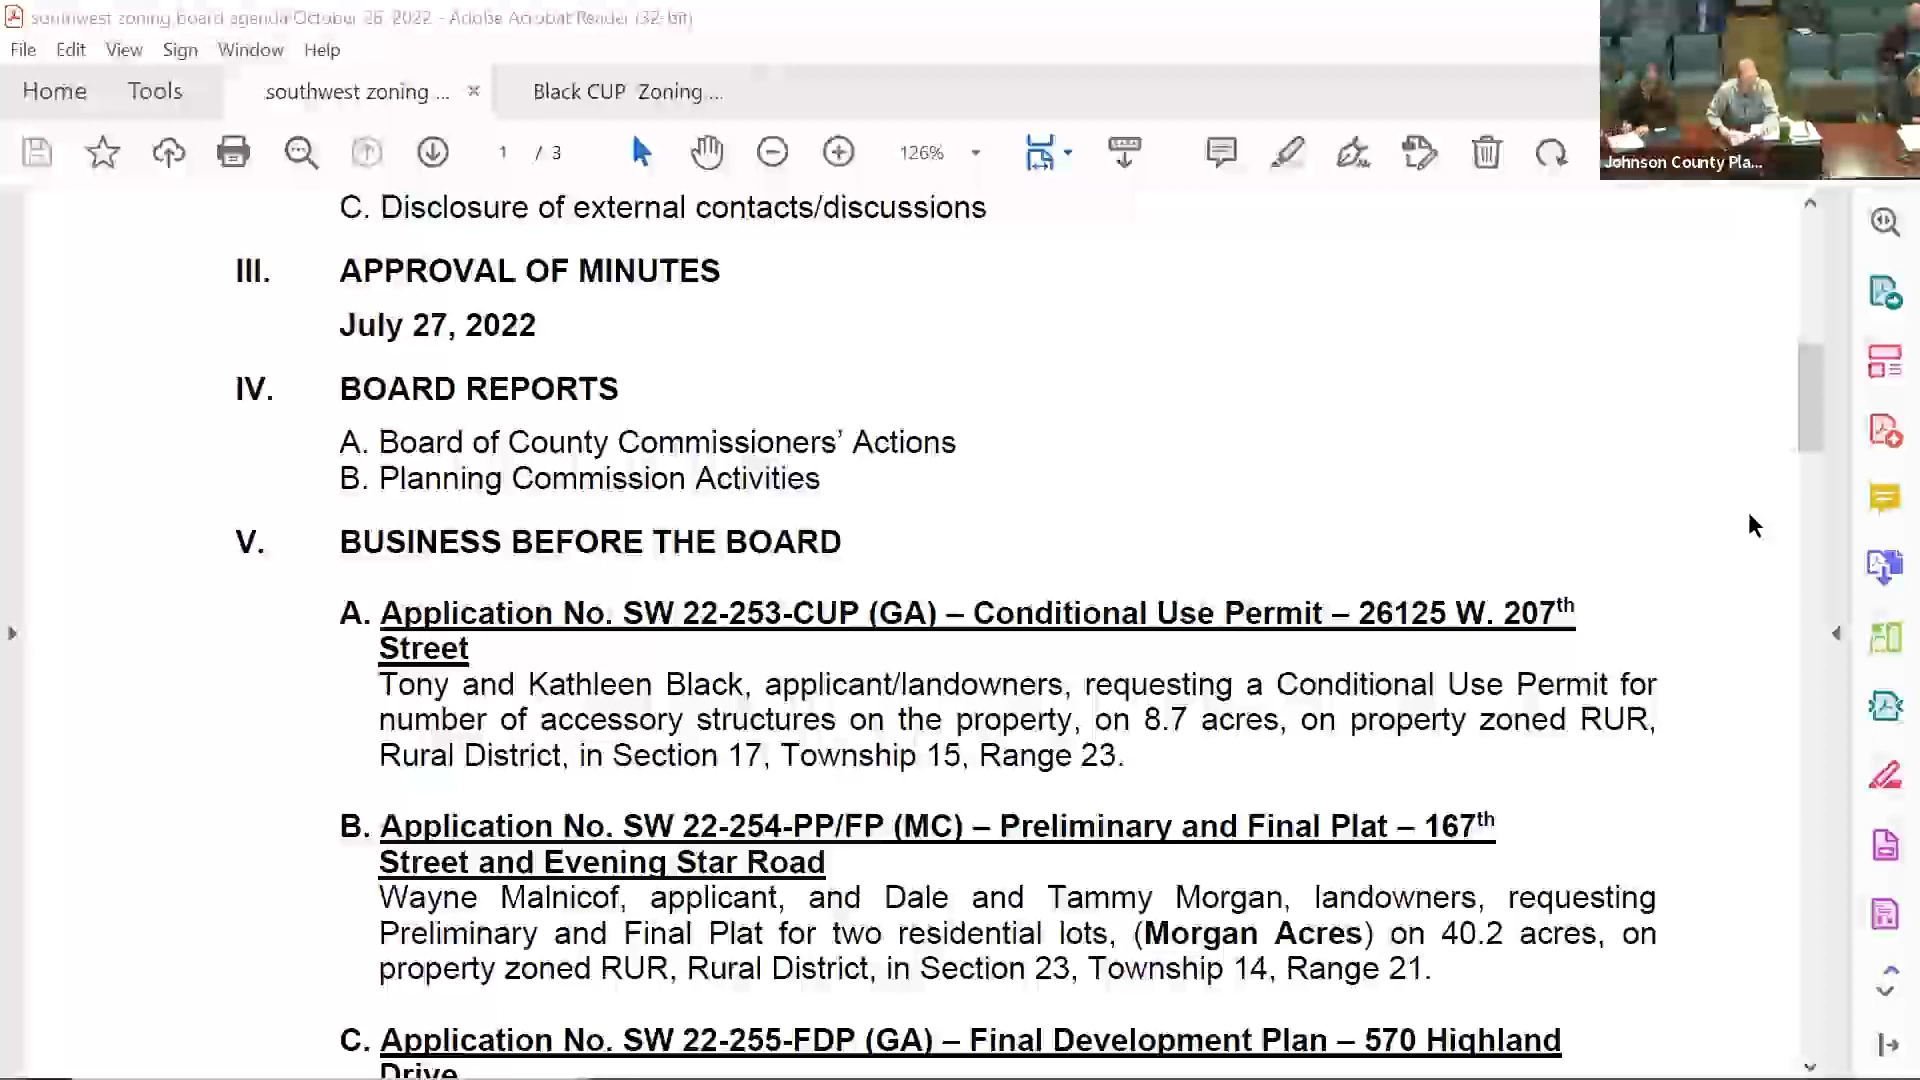 southwest zoning board agenda October 26, 2022 - Adobe Acrobat Reader (32-bit)
File Edit View Sign Window Help
Home Tools southwest zoning ... × Black CUP Zoning ...
1 / 3 126%
Johnson County Pla...
C. Disclosure of external contacts/discussions
III. APPROVAL OF MINUTES
July 27, 2022
IV. BOARD REPORTS
A. Board of County Commissioners’ Actions
B. Planning Commission Activities
V. BUSINESS BEFORE THE BOARD
A. Application No. SW 22-253-CUP (GA) – Conditional Use Permit – 26125 W. 207th
Street
Tony and Kathleen Black, applicant/landowners, requesting a Conditional Use Permit for
number of accessory structures on the property, on 8.7 acres, on property zoned RUR,
Rural District, in Section 17, Township 15, Range 23.
B. Application No. SW 22-254-PP/FP (MC) – Preliminary and Final Plat – 167th
Street and Evening Star Road
Wayne Malnicof, applicant, and Dale and Tammy Morgan, landowners, requesting
Preliminary and Final Plat for two residential lots, (Morgan Acres) on 40.2 acres, on
property zoned RUR, Rural District, in Section 23, Township 14, Range 21.
C. Application No. SW 22-255-FDP (GA) – Final Development Plan – 570 Highland
Drive